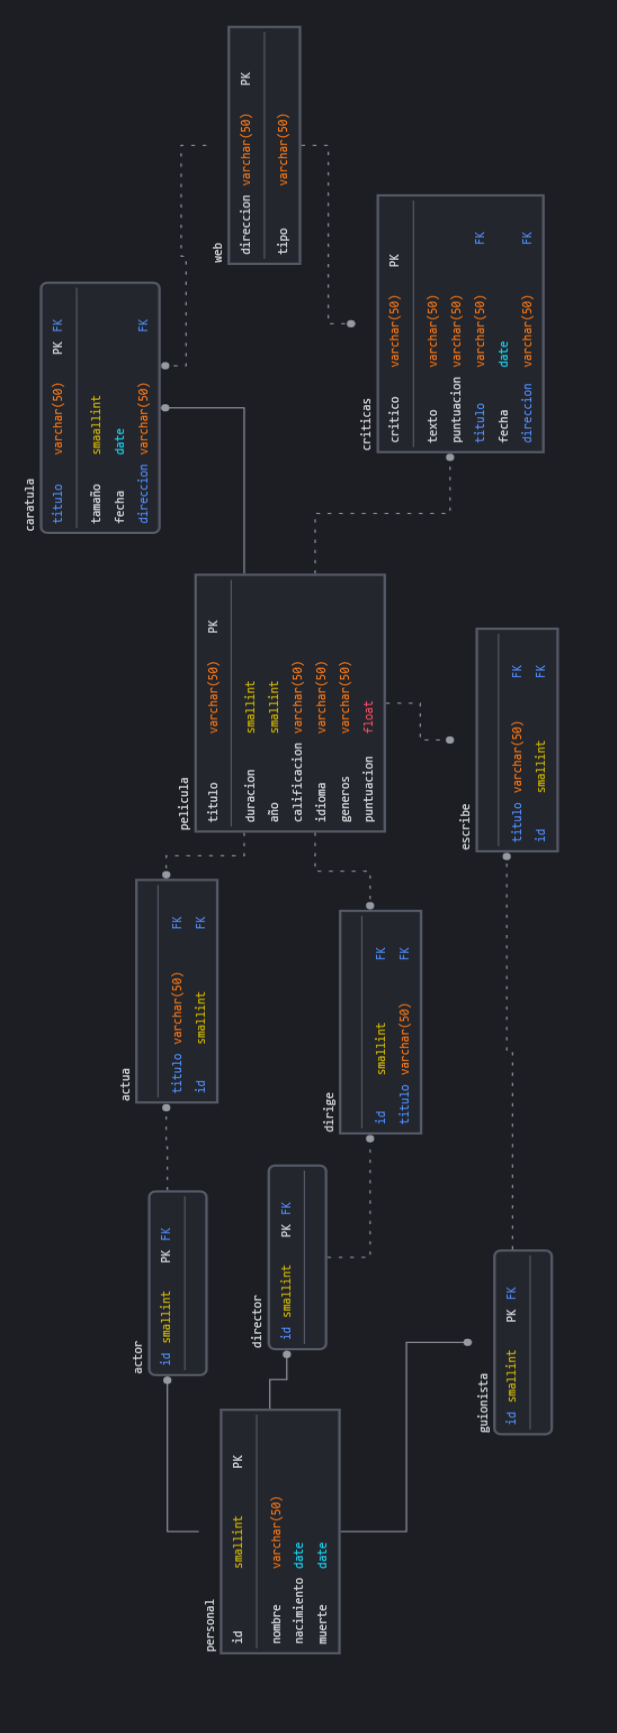 personal
id smallint PK
nombre varchar(50)
nacimiento date
muerte date
actor
id smallint PK FK
director
id smallint PK FK
guionista
id smallint PK FK
actua
titulo varchar(50) FK
id smallint FK
dirige
id smallint FK
titulo varchar(50) FK
escribe
titulo varchar(50) FK
id smallint FK
pelicula
titulo varchar(50) PK
duracion smallint
año smallint
calificacion varchar(50)
idioma varchar(50)
generos varchar(50)
puntuacion float
caratula
titulo varchar(50) PK FK
tamaño smaallint
fecha date
direccion varchar(50) FK
criticas
critico varchar(50) PK
texto varchar(50)
puntuacion varchar(50)
titulo varchar(50) FK
fecha date
direccion varchar(50) FK
web
direccion varchar(50) PK
tipo varchar(50)